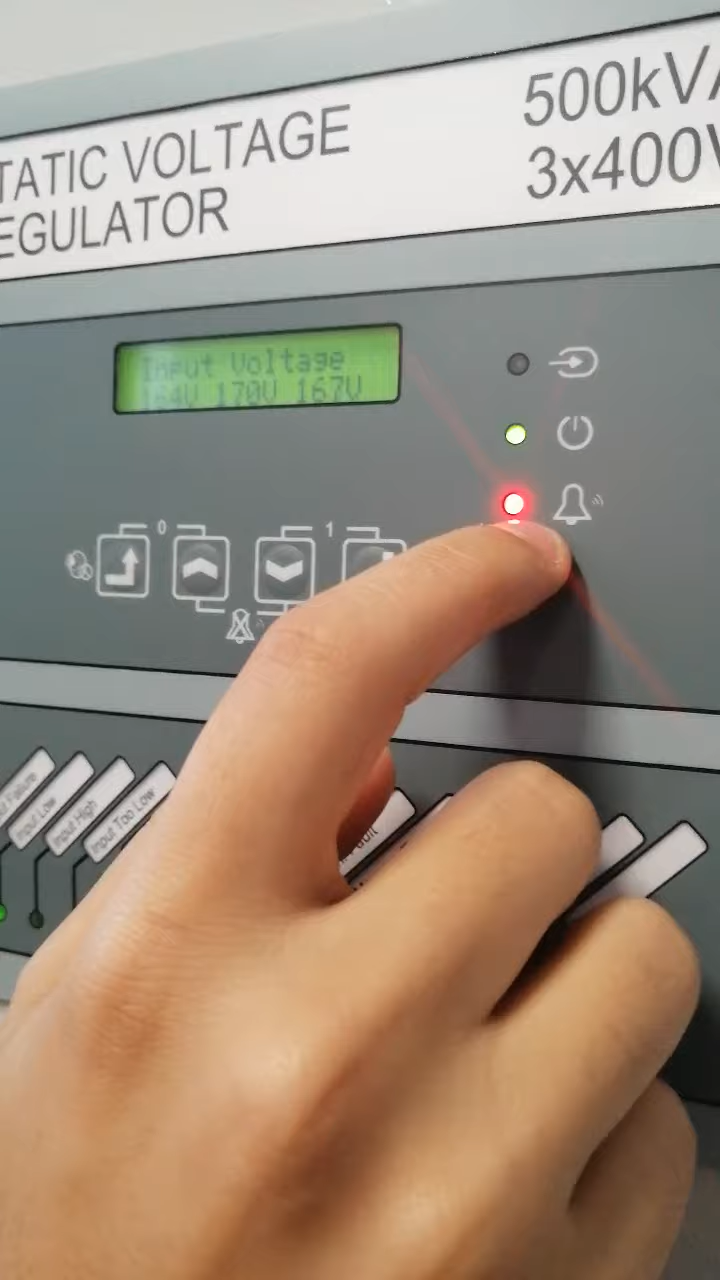 TATIC VOLTAGE
EGULATOR
500kVA
3x400V
Input Voltage
164V 170V 167V
0
1
Failure
Input Low
Input High
Input Too Low